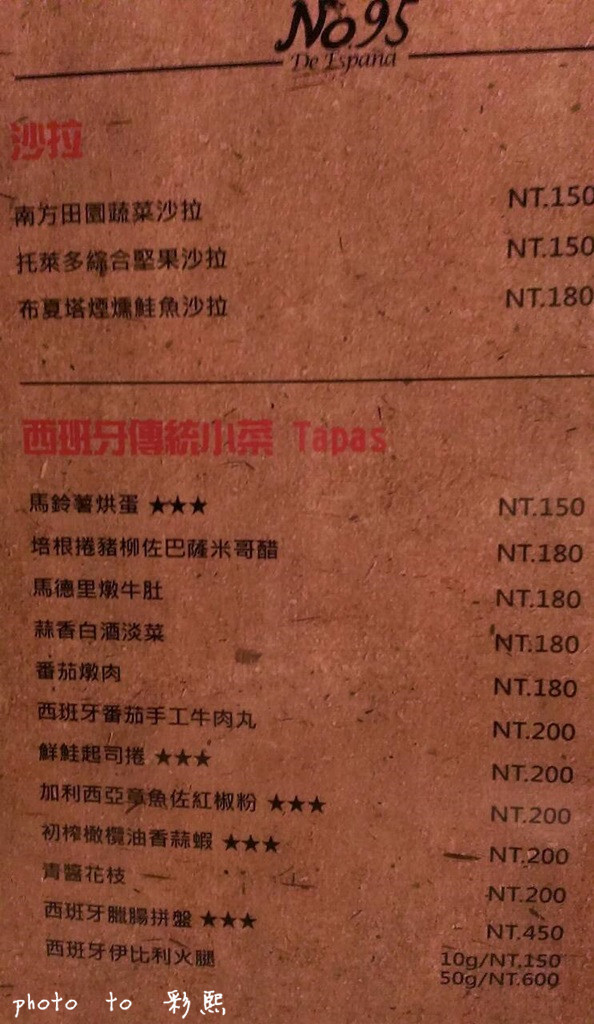 No.95
De España
沙拉
南方田園蔬菜沙拉 NT.150
托萊多綜合堅果沙拉 NT.150
布夏塔煙燻鮭魚沙拉 NT.180
西班牙傳統小菜 Tapas
馬鈴薯烘蛋 ★★★ NT.150
培根捲豬柳佐巴薩米哥醋 NT.180
馬德里燉牛肚 NT.180
蒜香白酒淡菜 NT.180
番茄燉肉 NT.180
西班牙番茄手工牛肉丸 NT.200
鮮鮭起司捲 ★★★ NT.200
加利西亞章魚佐紅椒粉 ★★★ NT.200
初榨橄欖油香蒜蝦 ★★★ NT.200
青醬花枝 NT.200
西班牙臘腸拼盤 ★★★ NT.450
西班牙伊比利火腿 10g/NT.150
50g/NT.600
photo to 彩熙